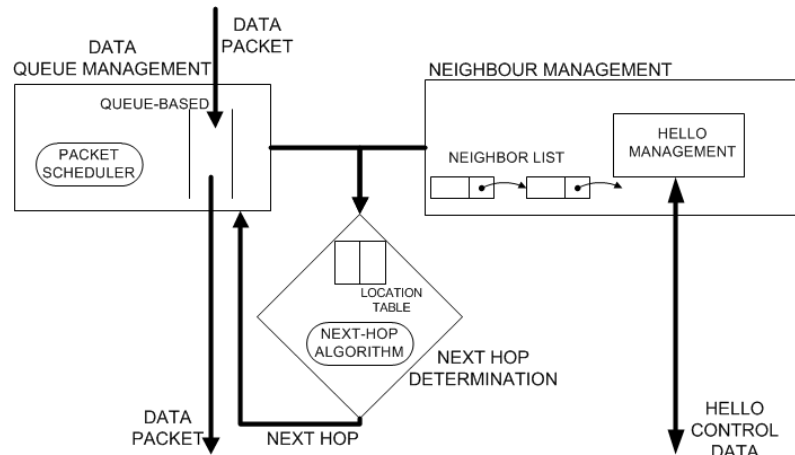 DATA
PACKET
DATA
QUEUE MANAGEMENT
QUEUE-BASED
PACKET
SCHEDULER
NEIGHBOUR MANAGEMENT
NEIGHBOR LIST
HELLO
MANAGEMENT
LOCATION
TABLE
NEXT-HOP
ALGORITHM
NEXT HOP
DETERMINATION
DATA
PACKET
NEXT HOP
HELLO
CONTROL
DATA